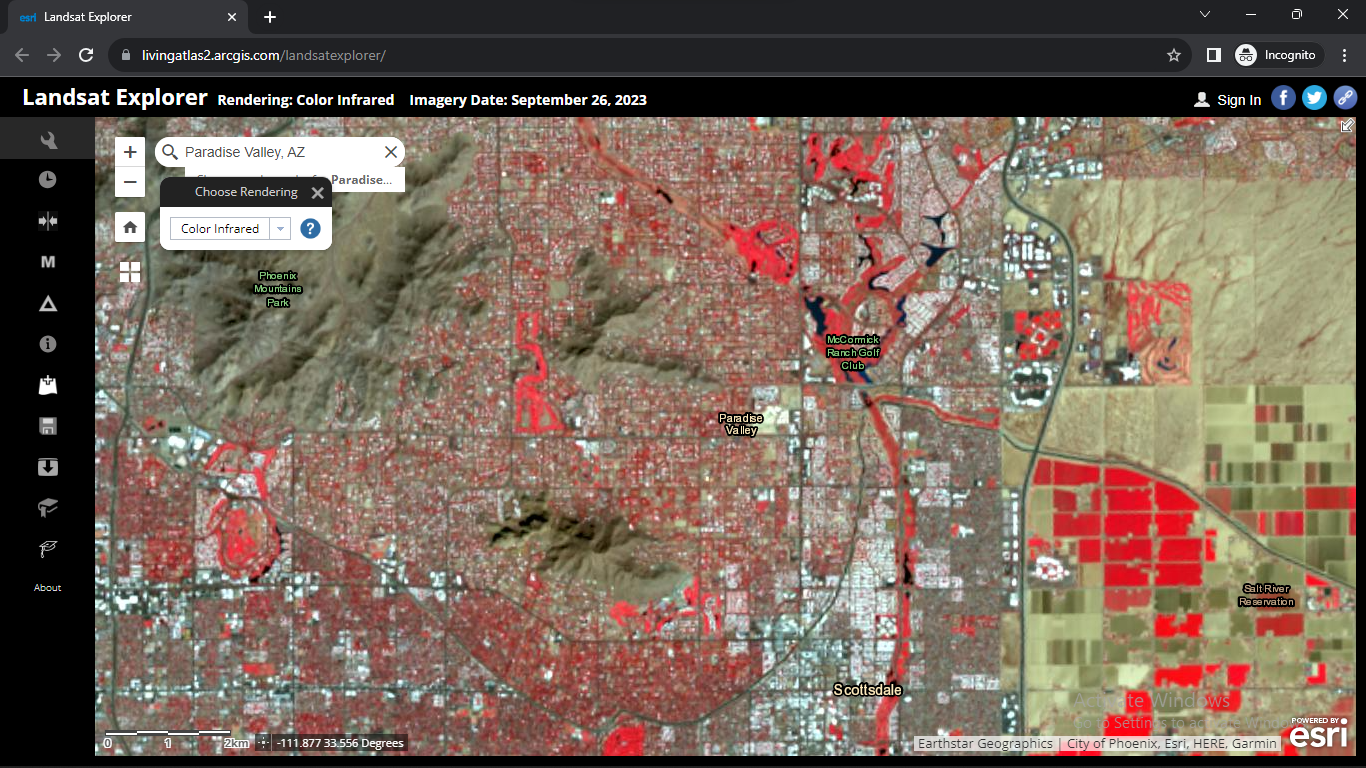 esri Landsat Explorer
livingatlas2.arcgis.com/landsatexplorer/
Incognito
Landsat Explorer Rendering: Color Infrared Imagery Date: September 26, 2023
Sign In
Paradise Valley, AZ
Paradise...
Choose Rendering
Color Infrared
?
M
Phoenix
Mountains
Park
McCormick
Ranch Golf
Club
Paradise
Valley
About
Salt River
Reservation
Scottsdale
Activate Windows
Go to Settings to activate Windows.
0 1 2km
-111.877 33.556 Degrees
Earthstar Geographics | City of Phoenix, Esri, HERE, Garmin
POWERED BY
esri